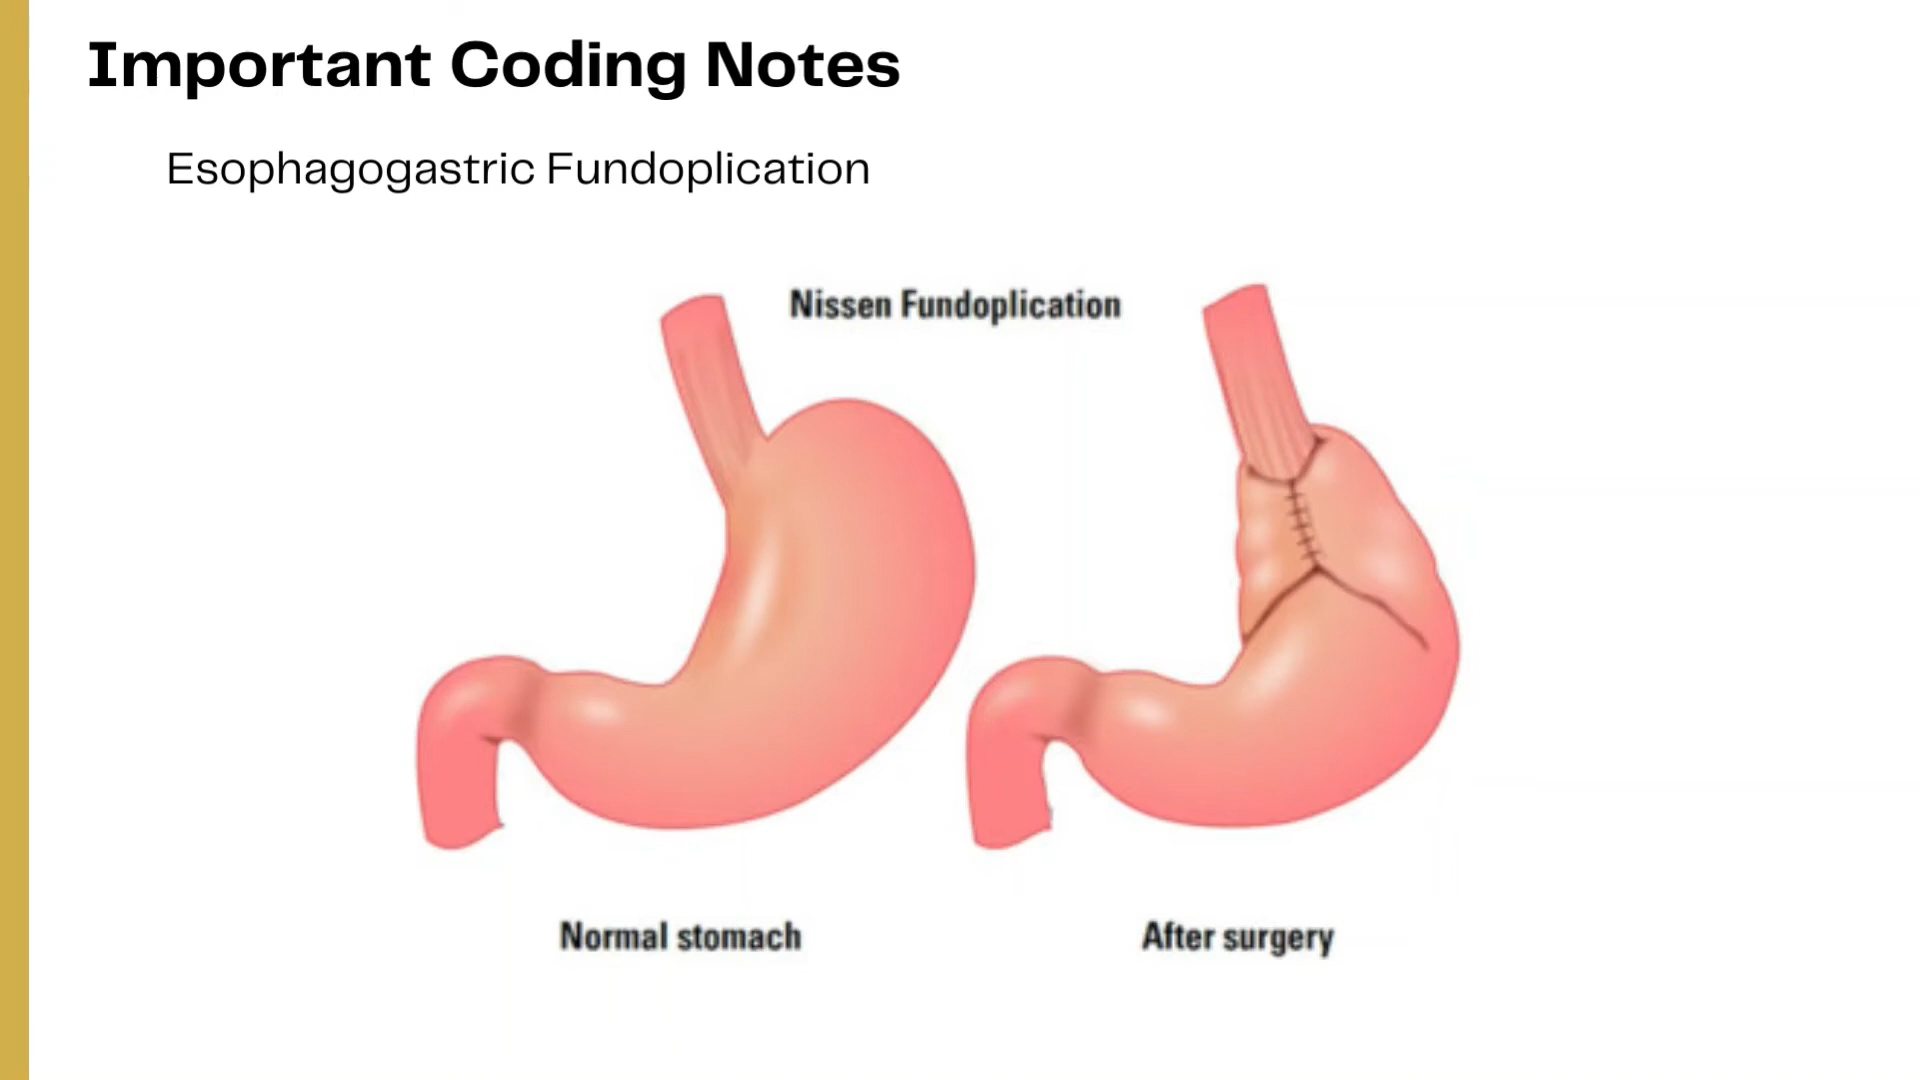 Important Coding Notes
Esophagogastric Fundoplication
Nissen Fundoplication
Normal stomach
After surgery